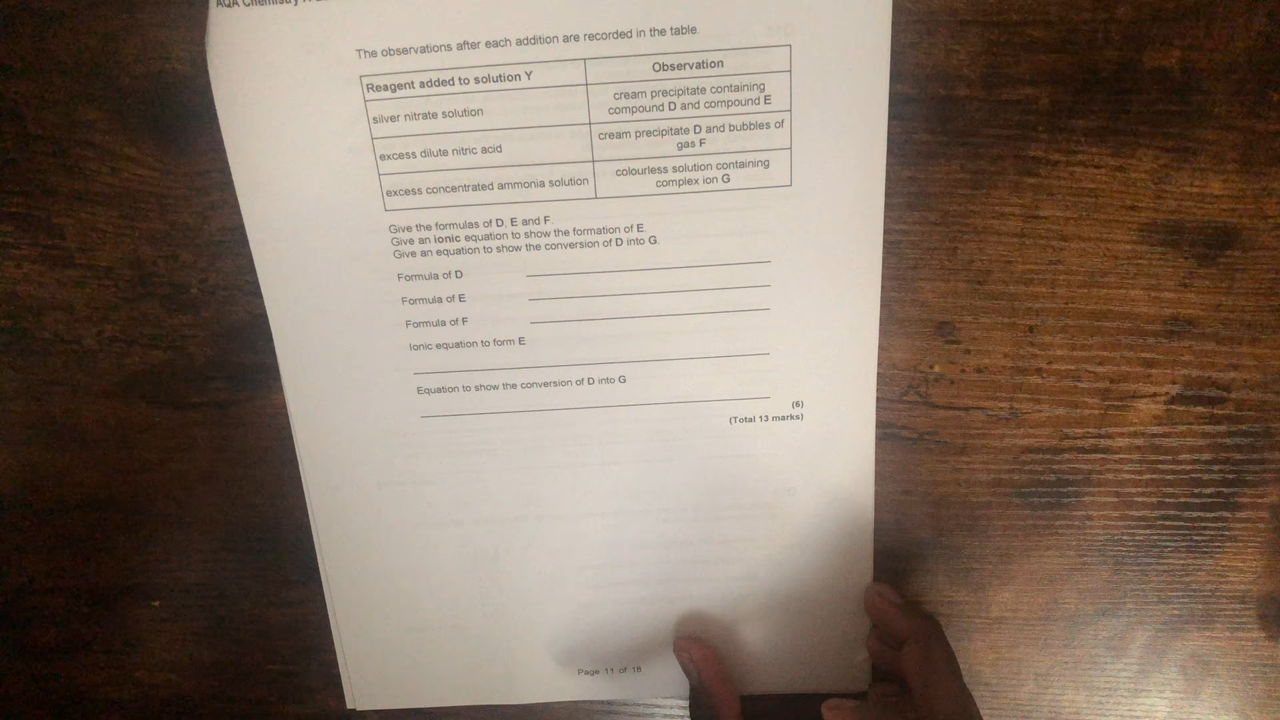 AQA Chemistry
The observations after each addition are recorded in the table.
Reagent added to solution Y
Observation
silver nitrate solution
cream precipitate containing
compound D and compound E
excess dilute nitric acid
cream precipitate D and bubbles of
gas F
excess concentrated ammonia solution
colourless solution containing
complex ion G
Give the formulas of D, E and F.
Give an ionic equation to show the formation of E.
Give an equation to show the conversion of D into G.
Formula of D
Formula of E
Formula of F
Ionic equation to form E
Equation to show the conversion of D into G
(6)
(Total 13 marks)
Page 11 of 18